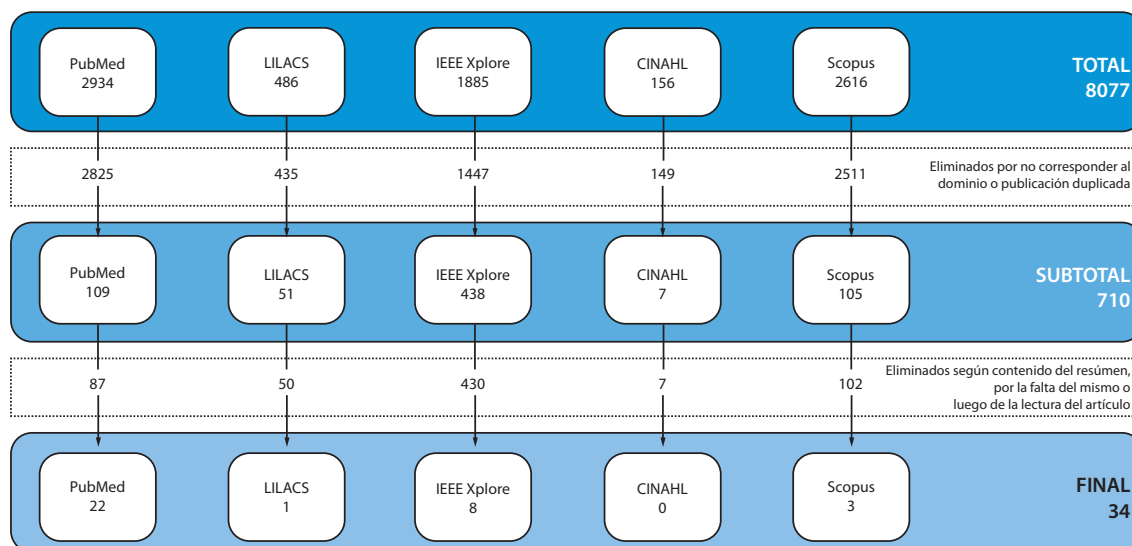 PubMed
2934
LILACS
486
IEEE Xplore
1885
CINAHL
156
Scopus
2616
TOTAL
8077
2825
435
1447
149
2511
Eliminados por no corresponder al
dominio o publicación duplicada
PubMed
109
LILACS
51
IEEE Xplore
438
CINAHL
7
Scopus
105
SUBTOTAL
710
87
50
430
7
102
Eliminados según contenido del resúmen,
por la falta del mismo o
luego de la lectura del artículo
PubMed
22
LILACS
1
IEEE Xplore
8
CINAHL
0
Scopus
3
FINAL
34